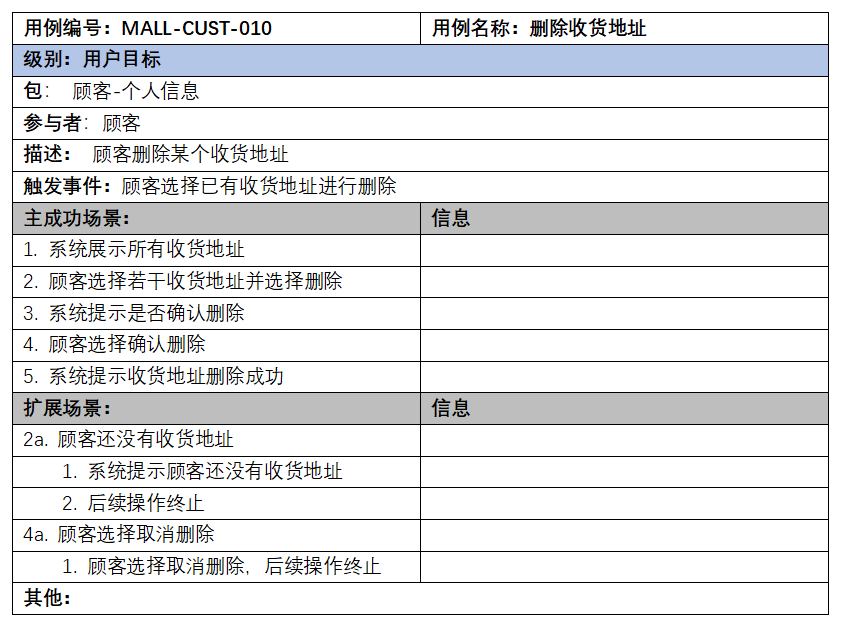 用例编号：MALL-CUST-010 用例名称：删除收货地址
级别：用户目标
包： 顾客-个人信息
参与者：顾客
描述： 顾客删除某个收货地址
触发事件：顾客选择已有收货地址进行删除
主成功场景： 信息
1. 系统展示所有收货地址
2. 顾客选择若干收货地址并选择删除
3. 系统提示是否确认删除
4. 顾客选择确认删除
5. 系统提示收货地址删除成功
扩展场景： 信息
2a. 顾客还没有收货地址
1. 系统提示顾客还没有收货地址
2. 后续操作终止
4a. 顾客选择取消删除
1. 顾客选择取消删除，后续操作终止
其他：